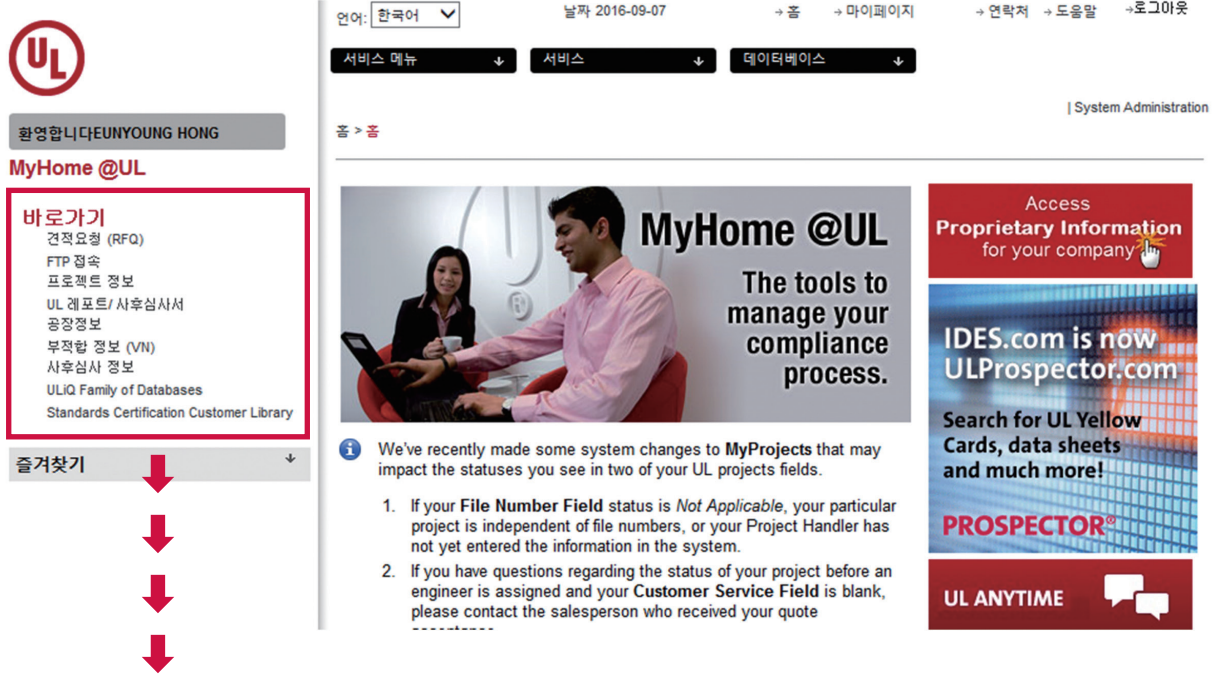 언어: 한국어
날짜 2016-09-07
→ 홈
→ 마이페이지
→ 연락처
→ 도움말
→로그아웃
UL
서비스 메뉴
서비스
데이터베이스
| System Administration
환영합니다EUNYOUNG HONG
홈 > 홈
MyHome @UL
바로가기
견적요청 (RFQ)
FTP 접속
프로젝트 정보
UL 레포트/ 사후심사서
공장정보
부적합 정보 (VN)
사후심사 정보
ULiQ Family of Databases
Standards Certification Customer Library
즐겨찾기
MyHome @UL
The tools to
manage your
compliance
process.
We've recently made some system changes to MyProjects that may
impact the statuses you see in two of your UL projects fields.
1. If your File Number Field status is Not Applicable, your particular
project is independent of file numbers, or your Project Handler has
not yet entered the information in the system.
2. If you have questions regarding the status of your project before an
engineer is assigned and your Customer Service Field is blank,
please contact the salesperson who received your quote
Access
Proprietary Information
for your company
IDES.com is now
ULProspector.com
Search for UL Yellow
Cards, data sheets
and much more!
PROSPECTOR®
UL ANYTIME